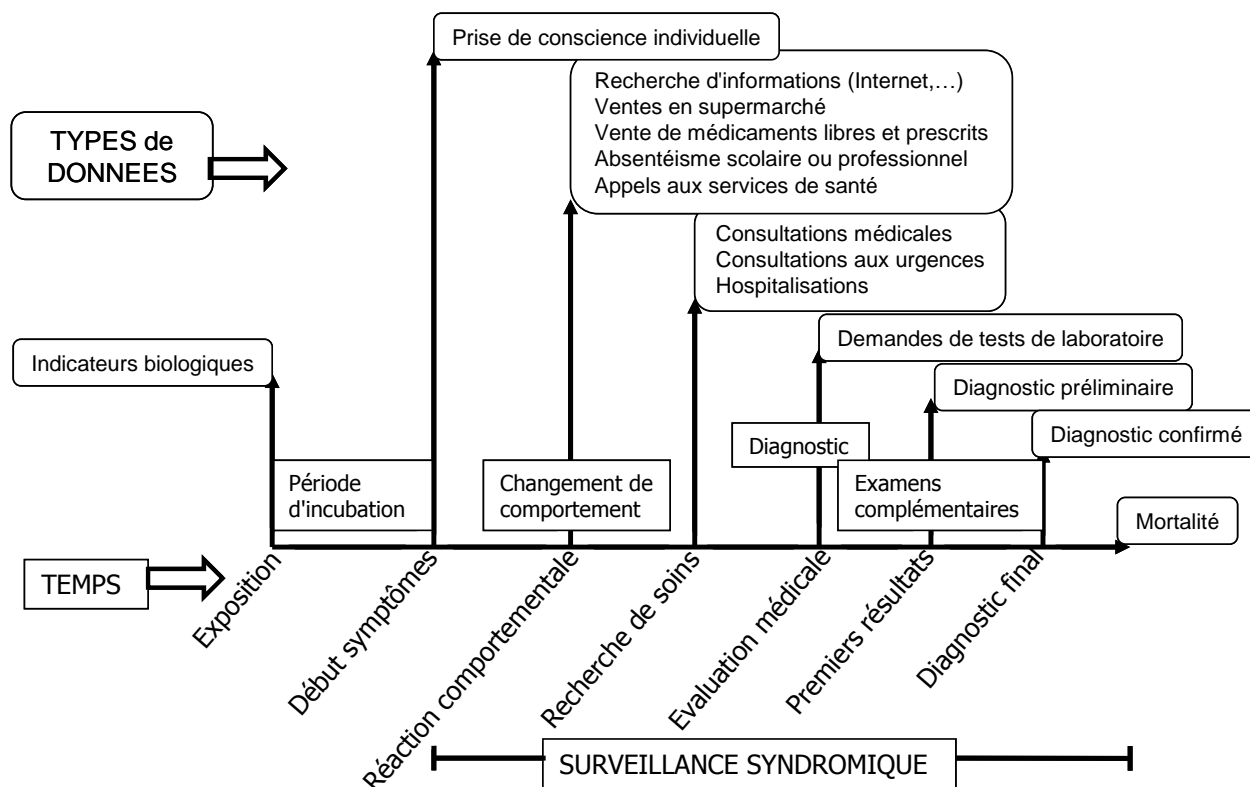 Prise de conscience individuelle
Recherche d'informations (Internet,…)
Ventes en supermarché
Vente de médicaments libres et prescrits
Absentéisme scolaire ou professionnel
Appels aux services de santé
TYPES de
DONNEES
Consultations médicales
Consultations aux urgences
Hospitalisations
Indicateurs biologiques
Demandes de tests de laboratoire
Diagnostic préliminaire
Diagnostic confirmé
Diagnostic
Période
d'incubation
Changement de
comportement
Examens
complémentaires
Mortalité
TEMPS
Exposition
Début symptômes
Réaction comportementale
Recherche de soins
Evaluation médicale
Premiers résultats
Diagnostic final
SURVEILLANCE SYNDROMIQUE